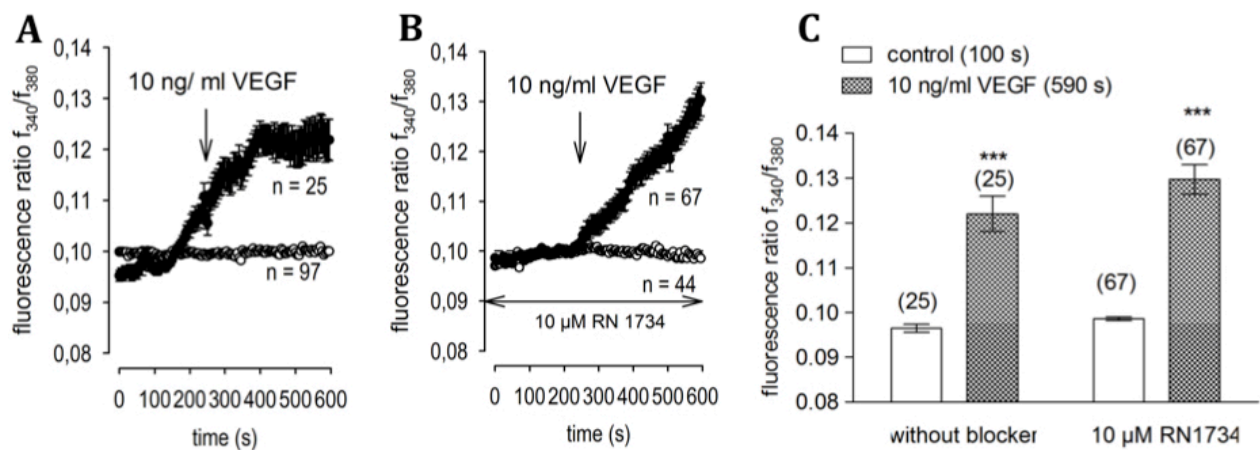 A
fluorescence ratio f340/f380
0,14
0,13
0,12
0,11
0,10
0,09
0,08
10 ng/ ml VEGF
n = 25
n = 97
0 100 200 300 400 500 600
time (s)
B
fluorescence ratio f340/f380
0,14
0,13
0,12
0,11
0,10
0,09
0,08
10 ng/ml VEGF
n = 67
n = 44
10 µM RN 1734
0 100 200 300 400 500 600
time (s)
C
control (100 s)
10 ng/ml VEGF (590 s)
fluorescence ratio f340/f380
0.14
0.13
0.12
0.11
0.10
0.09
0.08
(25)
***
(25)
(67)
***
(67)
without blocker
10 µM RN1734